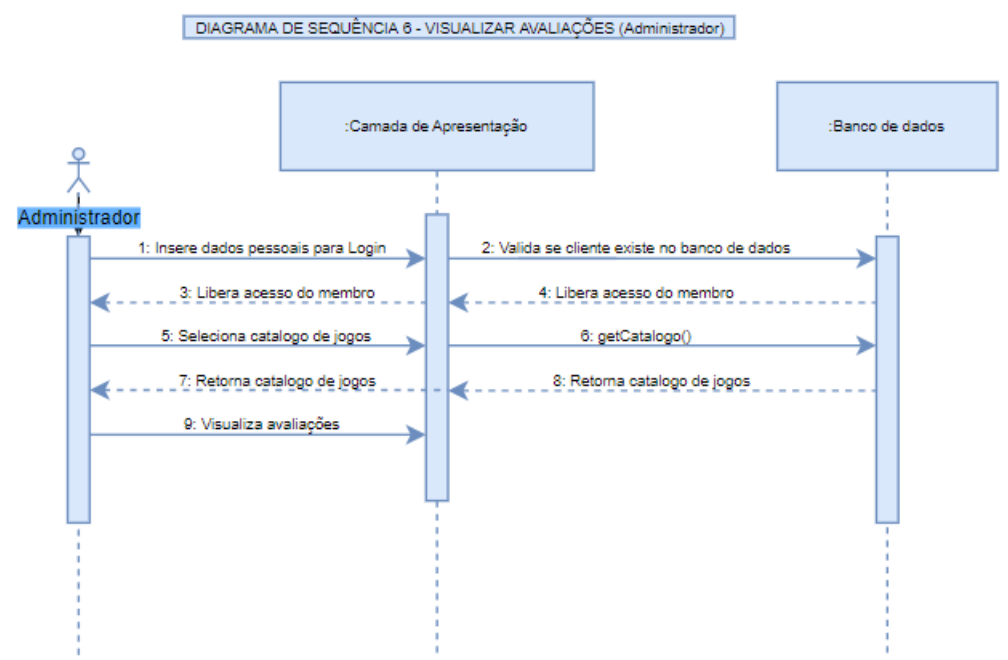 DIAGRAMA DE SEQUÊNCIA 6 - VISUALIZAR AVALIAÇÕES (Administrador)
:Camada de Apresentação
:Banco de dados
Administrador
1: Insere dados pessoais para Login
2: Valida se cliente existe no banco de dados
3: Libera acesso do membro
4: Libera acesso do membro
5: Seleciona catalogo de jogos
6: getCatalogo()
7: Retorna catalogo de jogos
8: Retorna catalogo de jogos
9: Visualiza avaliações